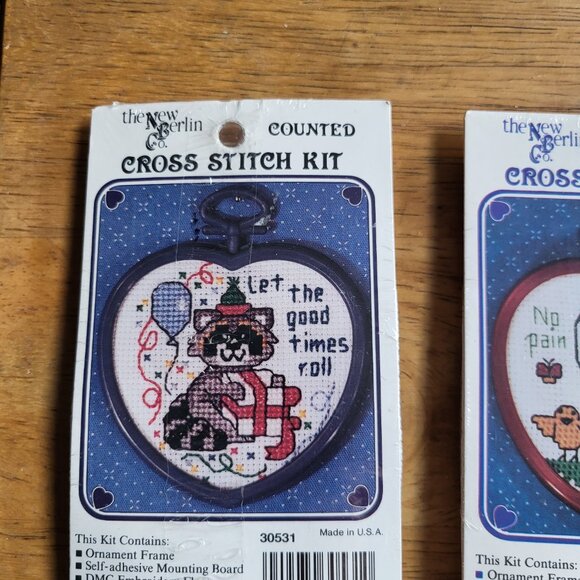 the New Berlin Co.
COUNTED
CROSS STITCH KIT
Let the
good
times
roll
This Kit Contains:
30531
Made in U.S.A.
■ Ornament Frame
■ Self-adhesive Mounting Board
the New Berlin Co.
CROSS
No
pain
This Kit Contains: